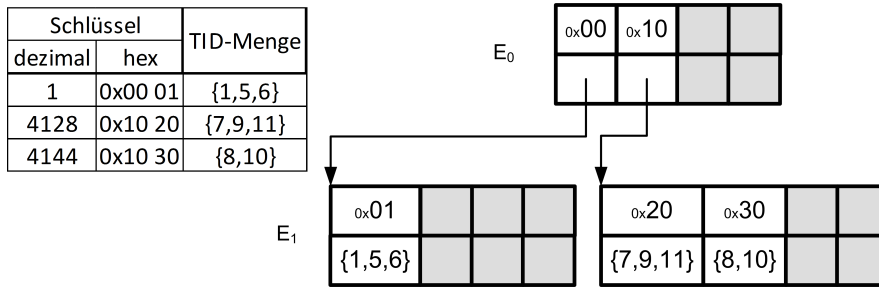 Schlüssel TID-Menge
dezimal hex
1 0x00 01 {1,5,6}
4128 0x10 20 {7,9,11}
4144 0x10 30 {8,10}
E0
0x00 0x10
E1
0x01
{1,5,6}
0x20 0x30
{7,9,11} {8,10}